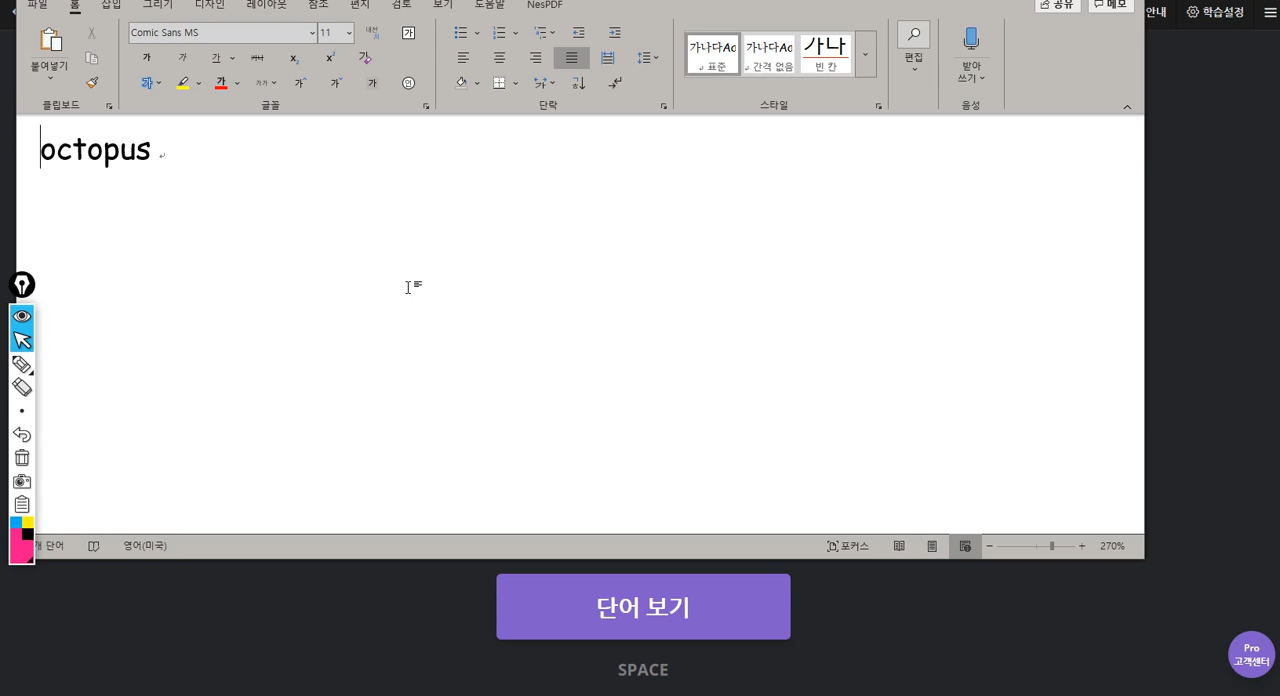 파일 홈 삽입 그리기 디자인 레이아웃 참조 편지 검토 보기 도움말 NesPDF 공유 메모 안내 학습설정
Comic Sans MS 11
붙여넣기
가나다Ac 가나다Ac 가나
표준 간격 없음 빈 칸
편집
받아
쓰기
클립보드 글꼴 단락 스타일 음성
octopus
개 단어 영어(미국) 포커스 270%
단어 보기
SPACE
Pro
고객센터